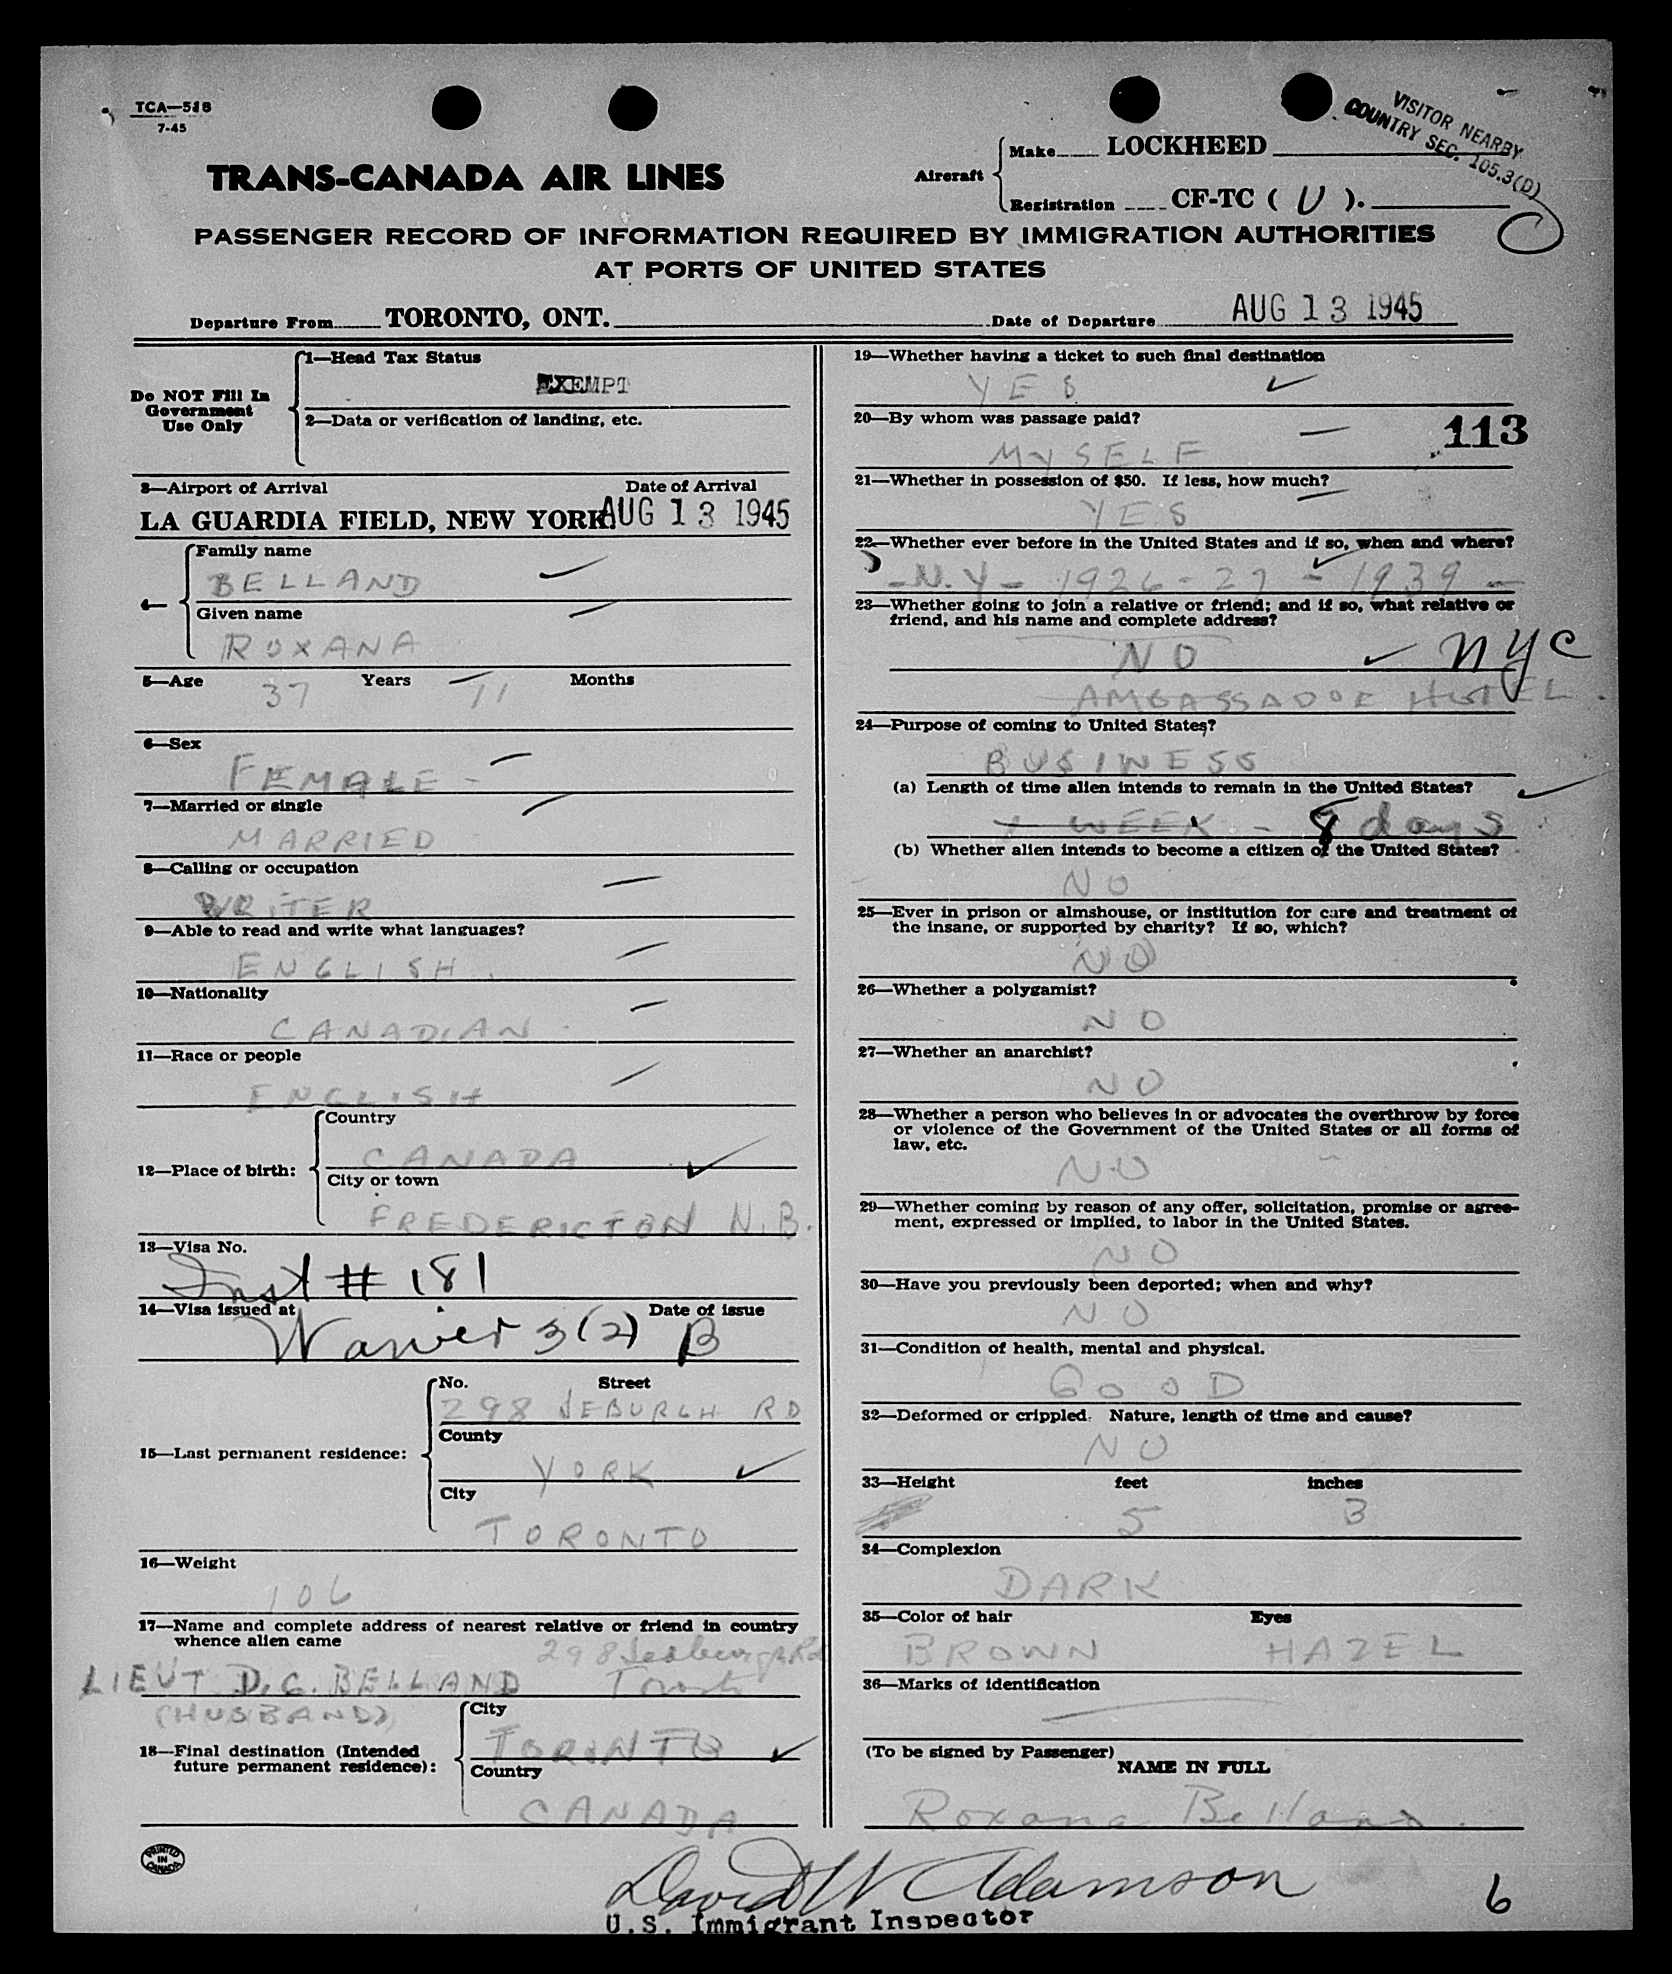 TCA—518
7-45
VISITOR NEARBY
COUNTRY SEC. 105.3(D)
TRANS-CANADA AIR LINES
Aircraft
Make LOCKHEED
Registration CF-TC ( U ).
PASSENGER RECORD OF INFORMATION REQUIRED BY IMMIGRATION AUTHORITIES
AT PORTS OF UNITED STATES
Departure From TORONTO, ONT. Date of Departure AUG 13 1945
Do NOT Fill In
Government
Use Only
1—Head Tax Status
EXEMPT
2—Data or verification of landing, etc.
3—Airport of Arrival Date of Arrival
LA GUARDIA FIELD, NEW YORK AUG 13 1945
4—
Family name
BELLAND
Given name
ROXANA
5—Age 37 Years 11 Months
6—Sex
FEMALE -
7—Married or single
MARRIED
8—Calling or occupation
WRITER
9—Able to read and write what languages?
ENGLISH.
10—Nationality
CANADIAN
11—Race or people
ENGLISH
12—Place of birth:
Country
CANADA
City or town
FREDERICTON N.B.
13—Visa No.
Inst # 181
14—Visa issued at Date of issue
Wavier 3(2) B
15—Last permanent residence:
No. Street
298 RD
County
YORK
City
TORONTO
16—Weight
106
17—Name and complete address of nearest relative or friend in country
whence alien came
298 Rd
LIEUT D.G. BELLAND Toronto
(HUSBAND)
18—Final destination (Intended
future permanent residence):
City
TORONTO
Country
CANADA
PRINTED
IN
CANADA
19—Whether having a ticket to such final destination
YES
20—By whom was passage paid?
113
MYSELF
21—Whether in possession of $50. If less, how much?
YES
22—Whether ever before in the United States and if so, when and where?
-N.Y- 1926-27 - 1939 -
23—Whether going to join a relative or friend; and if so, what relative or
friend, and his name and complete address?
NO NYC
AMBASSADOR HOTEL.
24—Purpose of coming to United States?
BUSINESS
(a) Length of time alien intends to remain in the United States?
1 WEEK - 8 days
(b) Whether alien intends to become a citizen of the United States?
NO
25—Ever in prison or almshouse, or institution for care and treatment of
the insane, or supported by charity? If so, which?
NO
26—Whether a polygamist?
NO
27—Whether an anarchist?
NO
28—Whether a person who believes in or advocates the overthrow by force
or violence of the Government of the United States or all forms of
law, etc.
NO
29—Whether coming by reason of any offer, solicitation, promise or agree-
ment, expressed or implied, to labor in the United States.
NO
30—Have you previously been deported; when and why?
NO
31—Condition of health, mental and physical.
GOOD
32—Deformed or crippled. Nature, length of time and cause?
NO
33—Height feet inches
5 3
34—Complexion
DARK
35—Color of hair Eyes
BROWN HAZEL
36—Marks of identification
(To be signed by Passenger)
NAME IN FULL
Roxana Belland.
David W Adamson
U.S. Immigrant Inspector
6